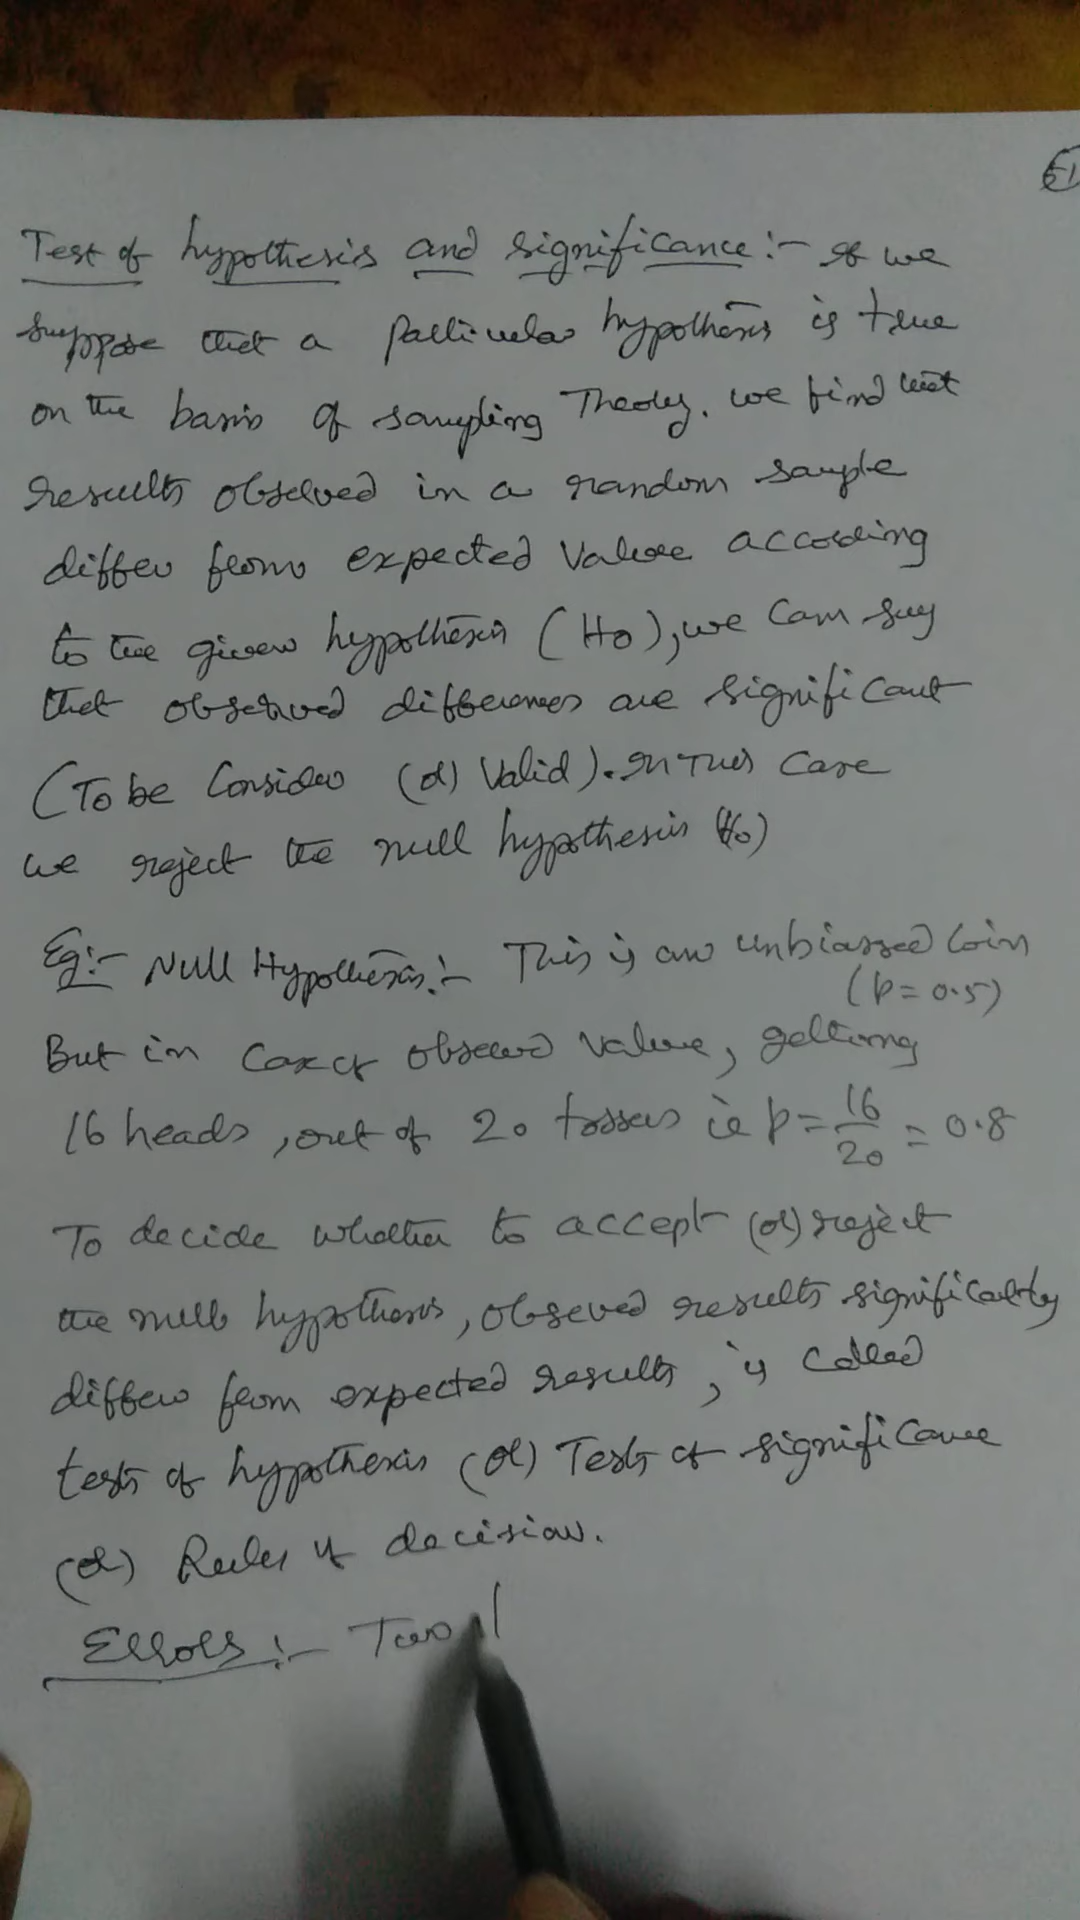 51
Test of hypothesis and significance:- If we
suppose that a particular hypothesis is true
on the basis of sampling Theory. we find that
results observed in a random sample
differ from expected value according
to the given hypothesis (H0), we can say
that observed differences are significant
(To be Consider (or) Valid). In This case
we reject the null hypothesis (H0)
Eg:- Null Hypothesis:- This is an unbiassed Coin
(p = 0.5)
But in Case of observed value, getting
16 heads, out of 20 tosses ie p = 16/20 = 0.8
To decide whether to accept (or) reject
the null hypothesis, observed results significantly
differ from expected results, is called
tests of hypothesis (or) Tests of significance
(or) Rules of decision.
Errors:- Two